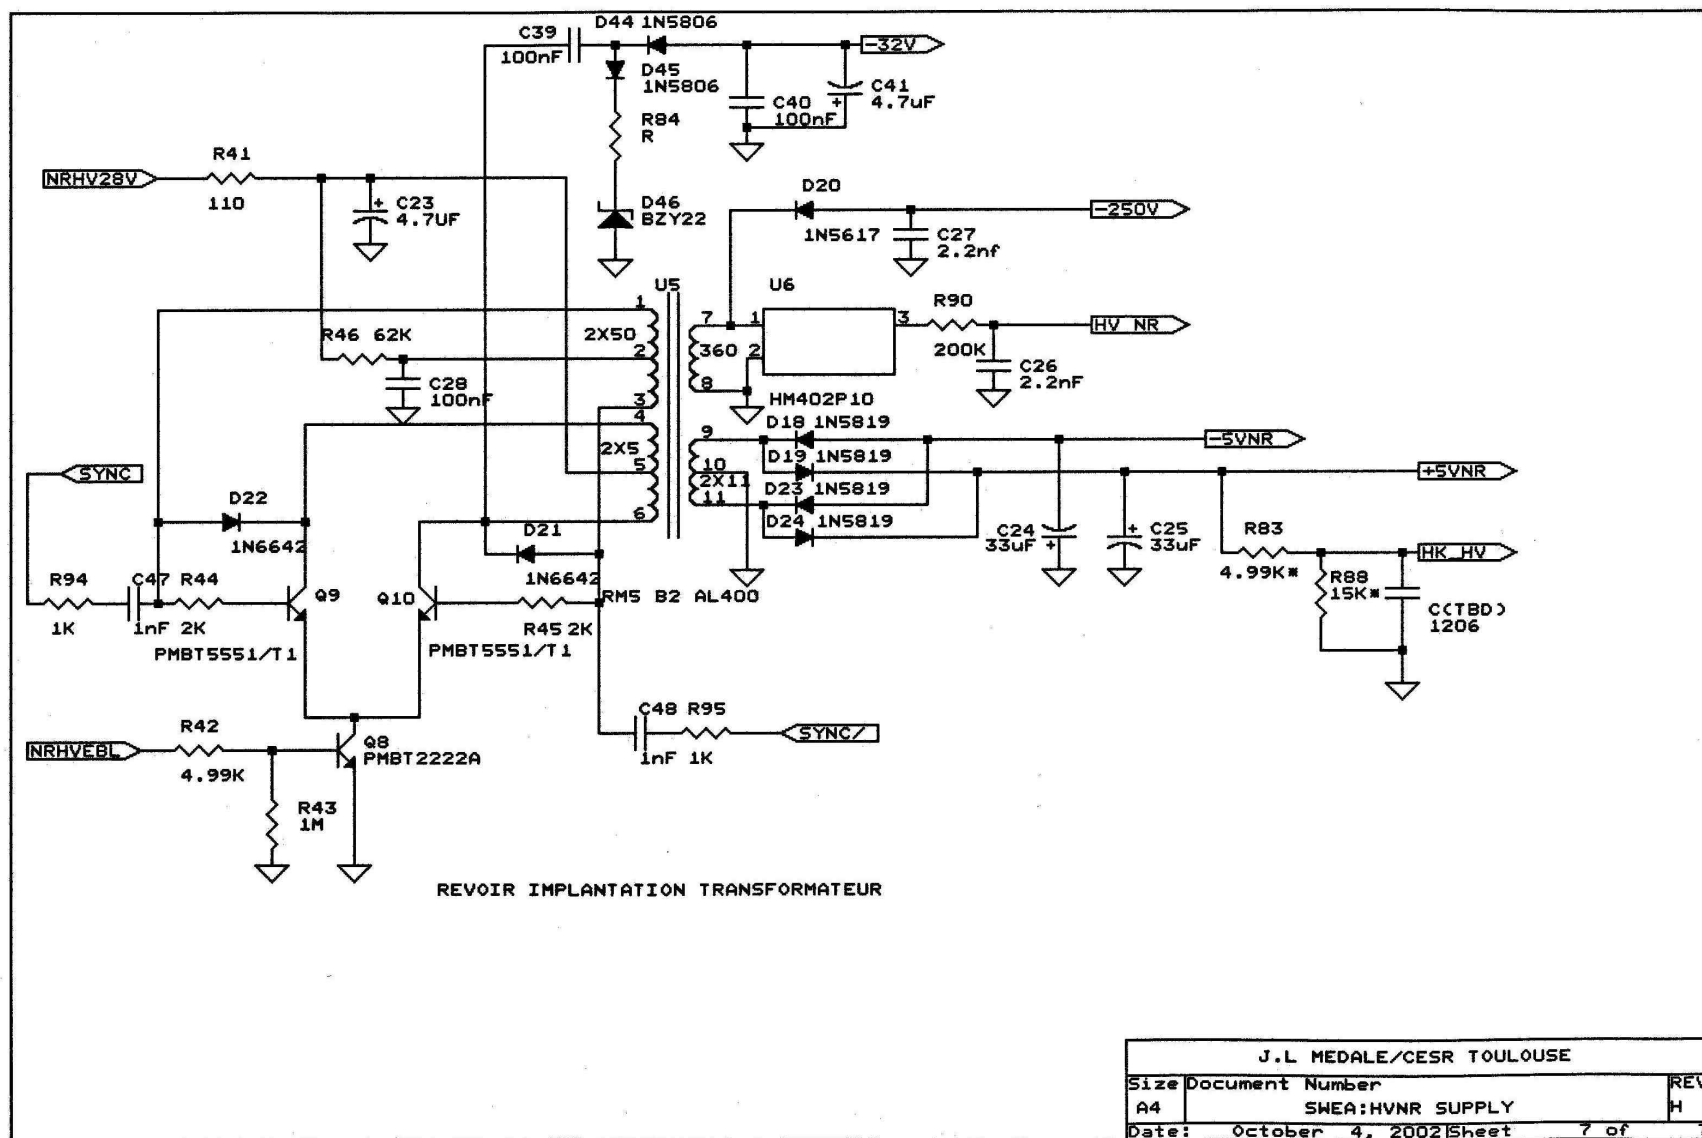 D44 1N5806
C39
100nF
-32V
D45
1N5806
C41
4.7uF
+
C40
100nF
R84
R
R41
NRHV28V
110
+
C23
4.7UF
D20
D46
BZY22
-250V
1N5617
C27
2.2nf
U5
U6
1
2X50
7
1
3
R90
HV_NR
R46 62K
2
360
2
200K
C26
2.2nF
C28
100nF
8
3
HM402P10
4
D18 1N5819
9
-5VNR
2X5
D19 1N5819
SYNC
5
10
+5VNR
2X11
D23 1N5819
D22
11
6
D24 1N5819
D21
C24
33uF
+
+
C25
33uF
R83
1N6642
HK_HV
R94
C47
R44
1N6642
4.99K*
R88
15K*
Q9
Q10
RM5 B2 AL400
C(TBD)
1206
1K
1nF
2K
R45 2K
PMBT5551/T1
PMBT5551/T1
C48
R95
R42
SYNC/
NRHVEBL
Q8
PMBT2222A
1nF
1K
4.99K
R43
1M
REVOIR IMPLANTATION TRANSFORMATEUR
J.L MEDALE/CESR TOULOUSE
Size
Document Number
REV
A4
SWEA:HVNR SUPPLY
H
Date:
October 4, 2002
Sheet
7 of